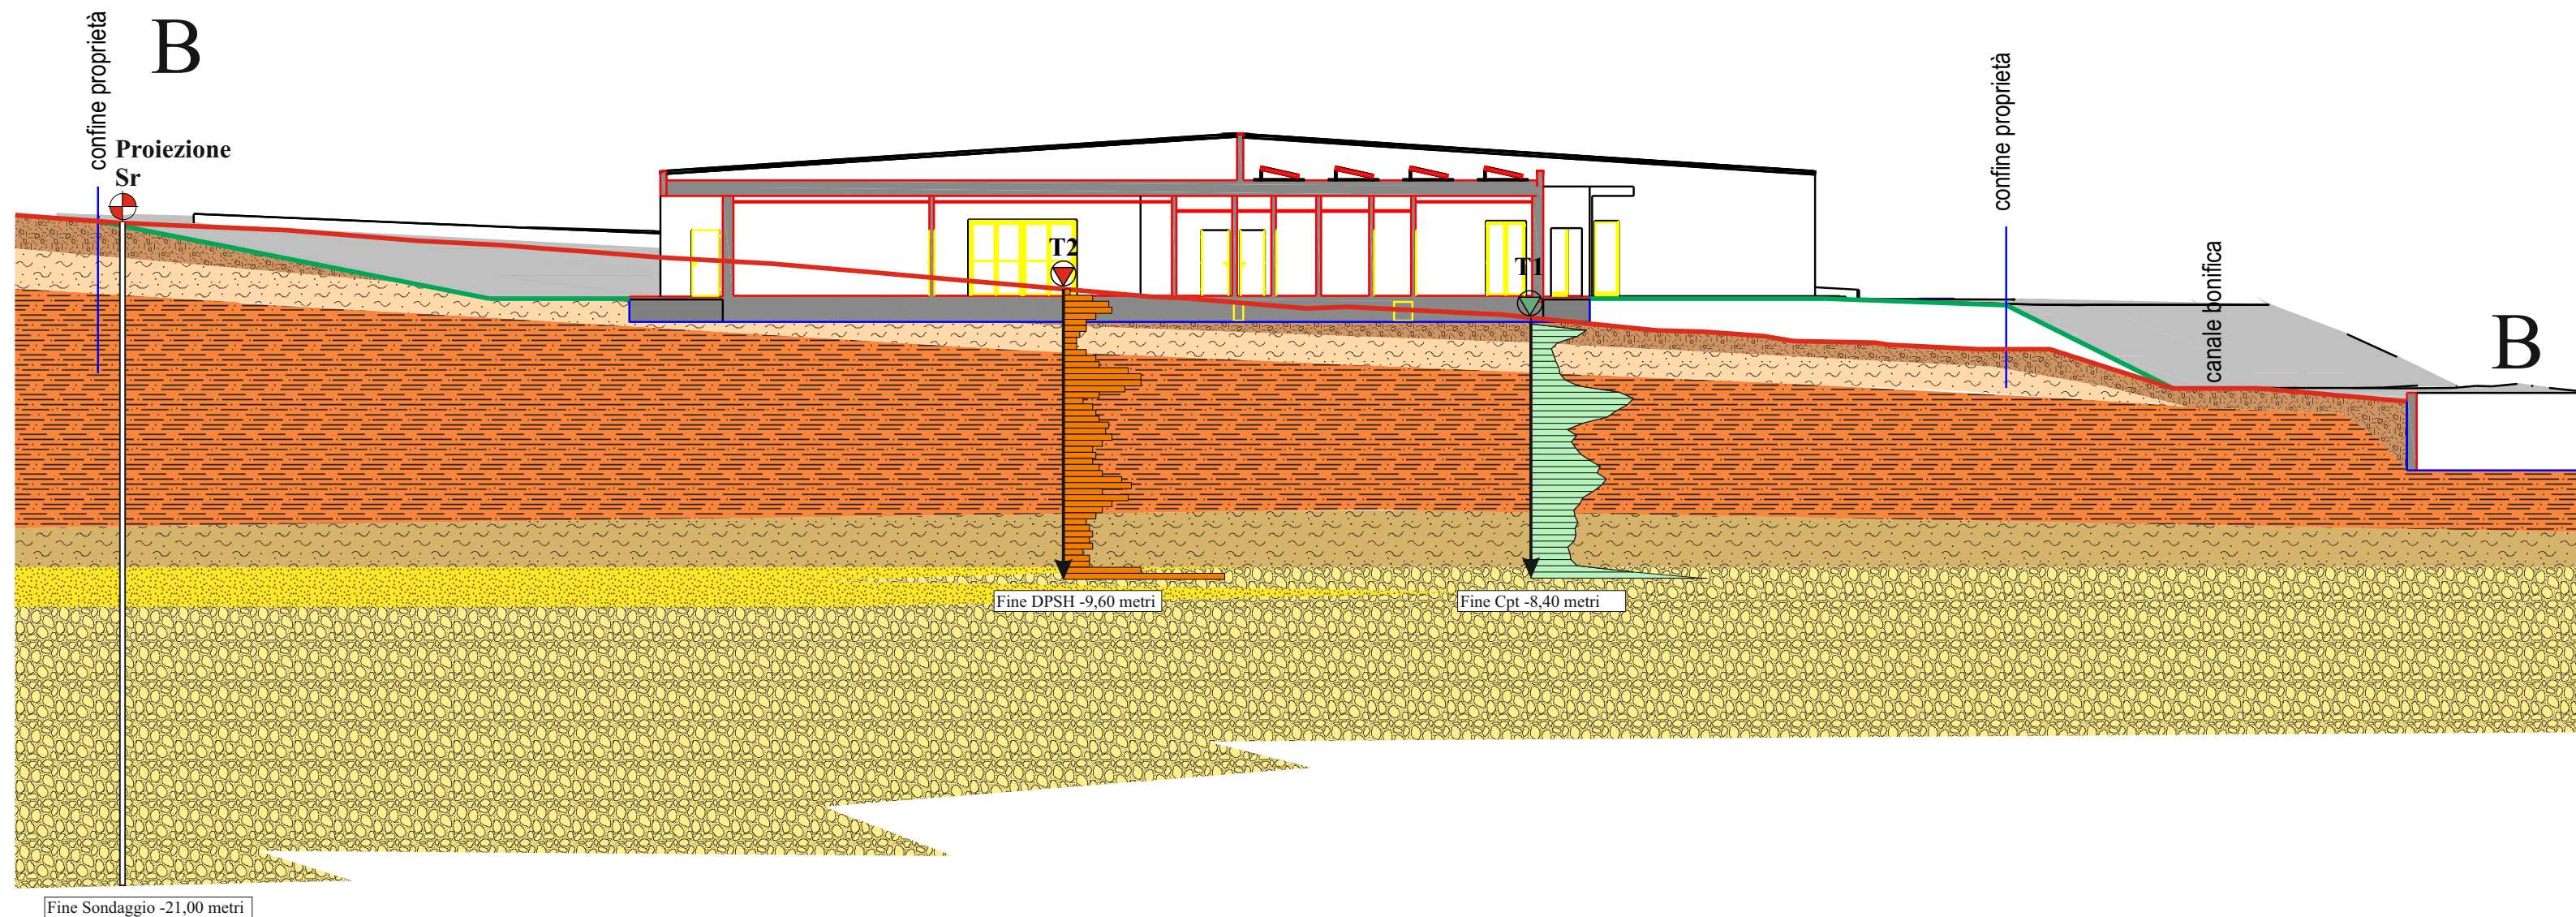 B
confine proprietà
Proiezione
Sr
T2
T1
confine proprietà
canale bonifica
B
Fine DPSH -9,60 metri
Fine Cpt -8,40 metri
Fine Sondaggio -21,00 metri